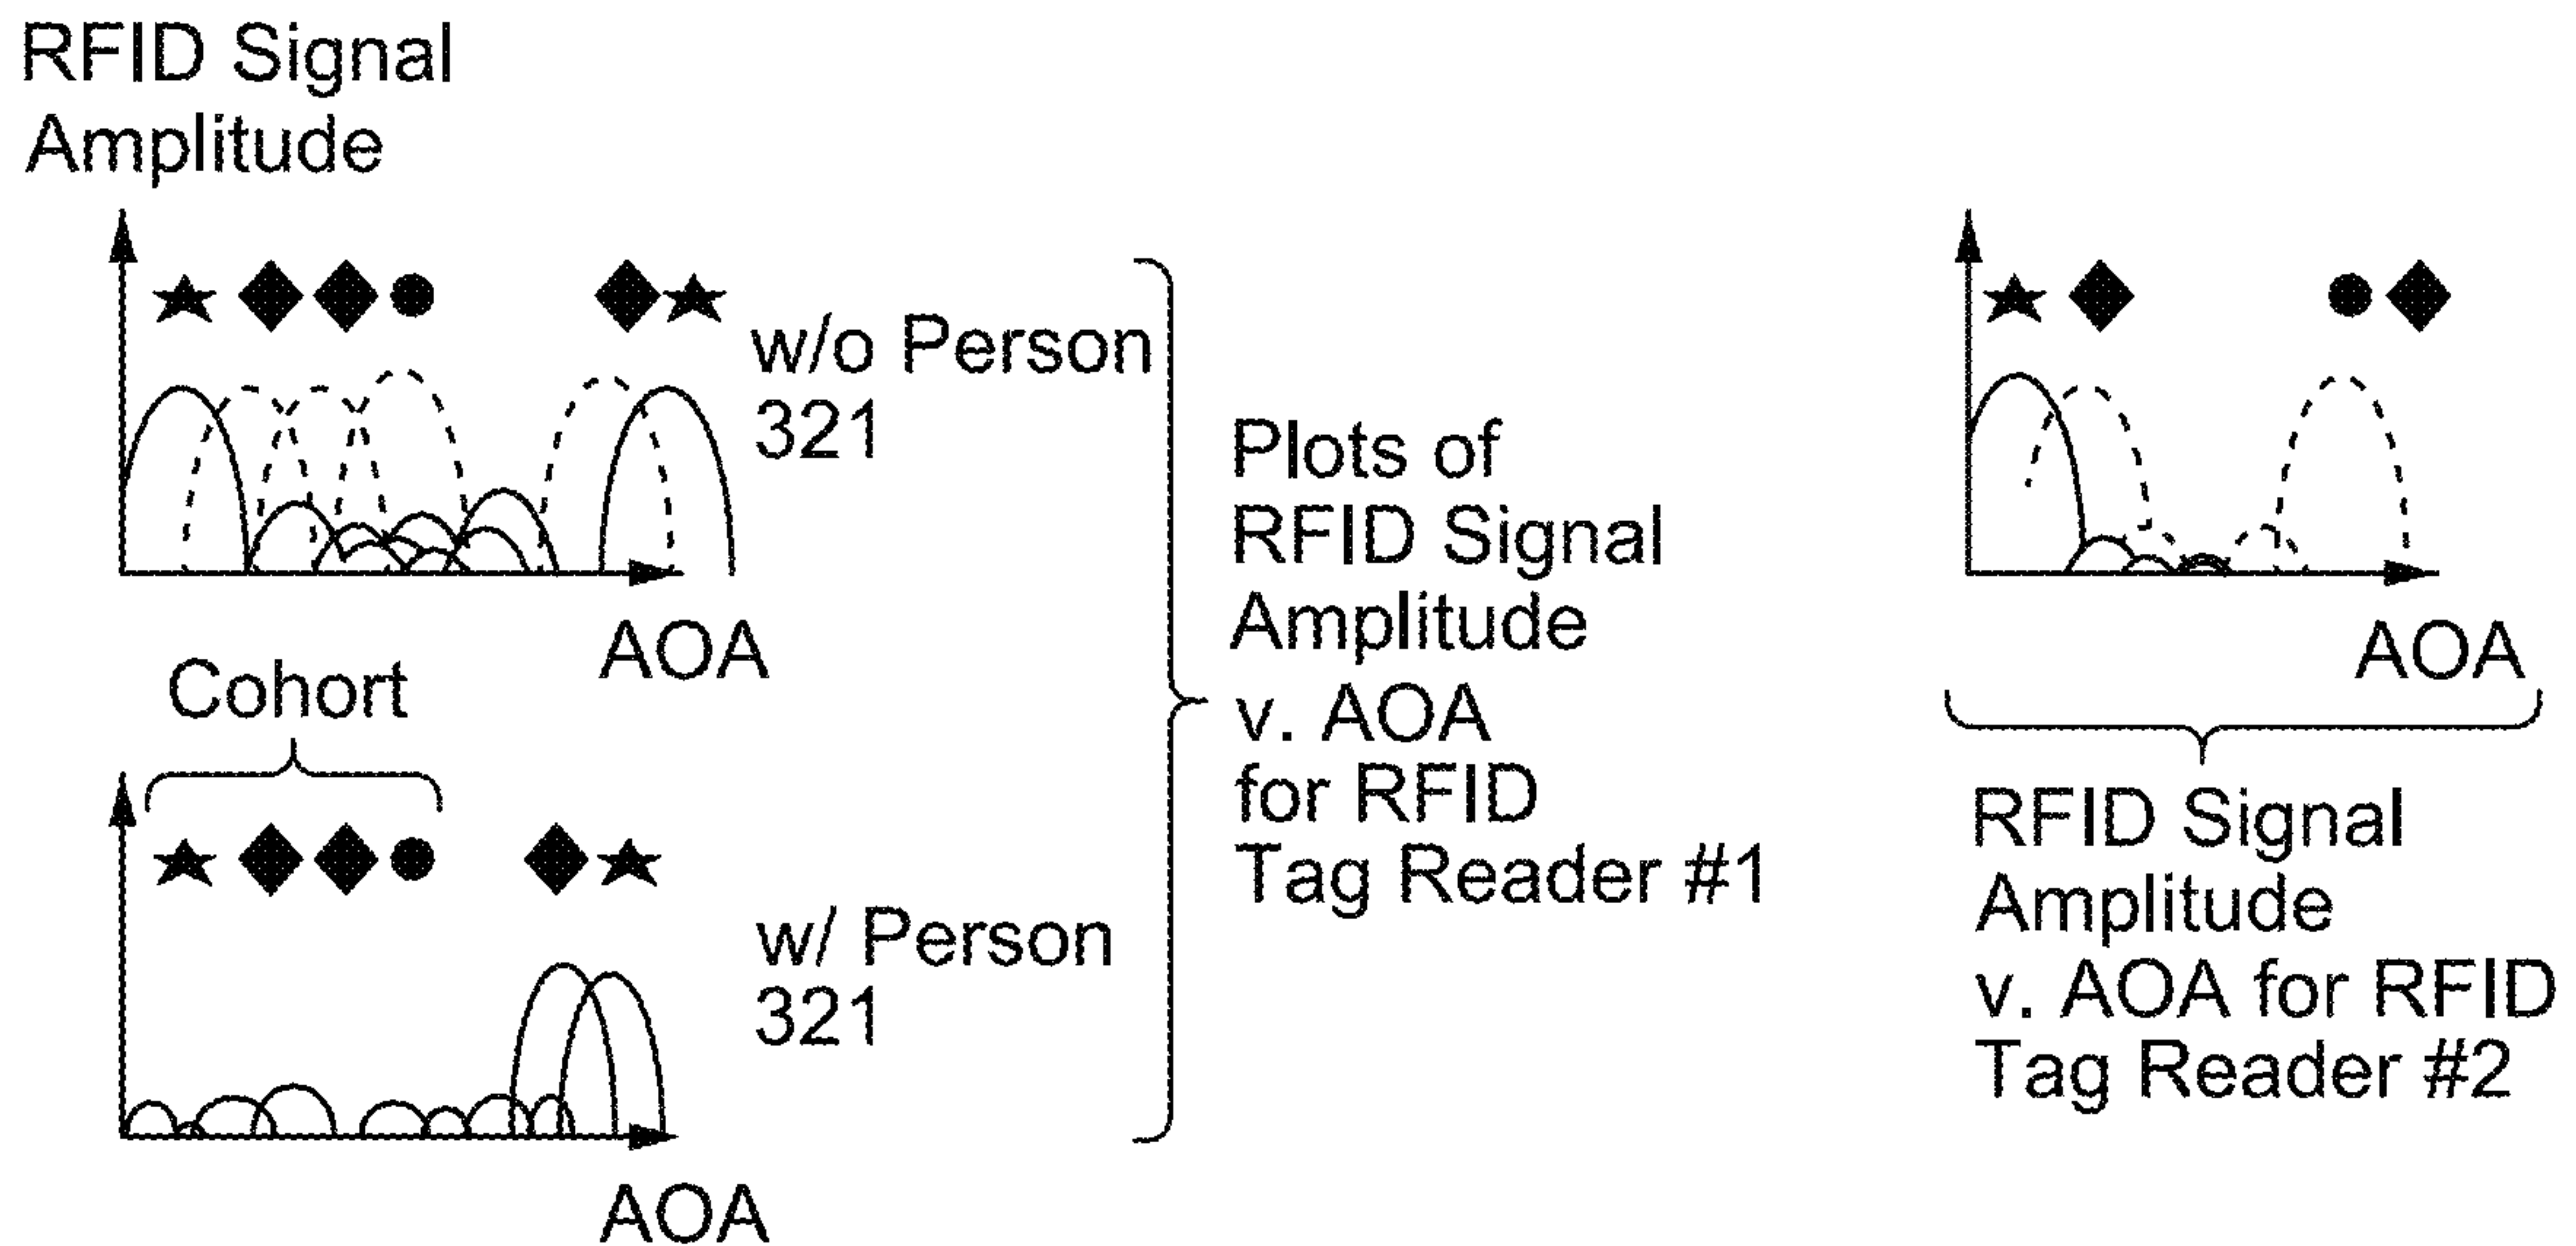 RFID Signal
Amplitude
w/o Person
321
AOA
Cohort
w/ Person
321
AOA
Plots of
RFID Signal
Amplitude
v. AOA
for RFID
Tag Reader #1
AOA
RFID Signal
Amplitude
v. AOA for RFID
Tag Reader #2